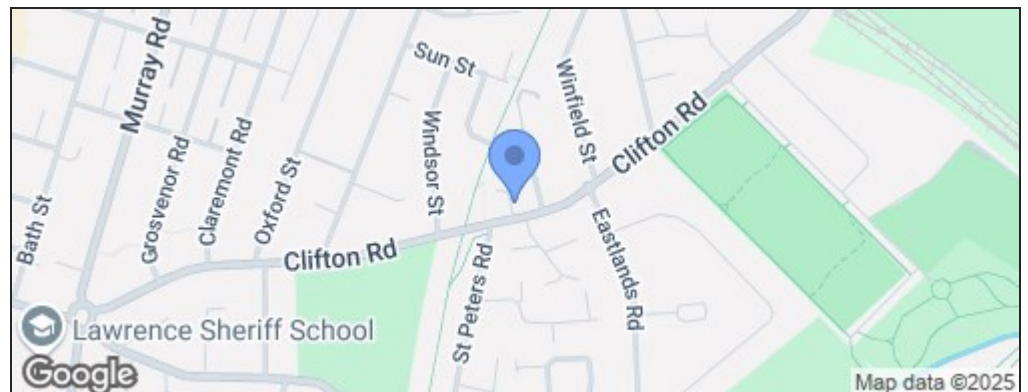 Murray Rd
Sun St
Winfield St
Clifton Rd
Windsor St
Grosvenor Rd
Claremont Rd
Oxford St
Bath St
Clifton Rd
Eastlands Rd
St Peters Rd
Lawrence Sheriff School
Google
Map data ©2025